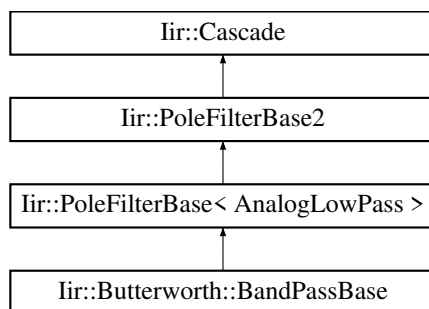 Iir::Cascade
Iir::PoleFilterBase2
Iir::PoleFilterBase< AnalogLowPass >
Iir::Butterworth::BandPassBase